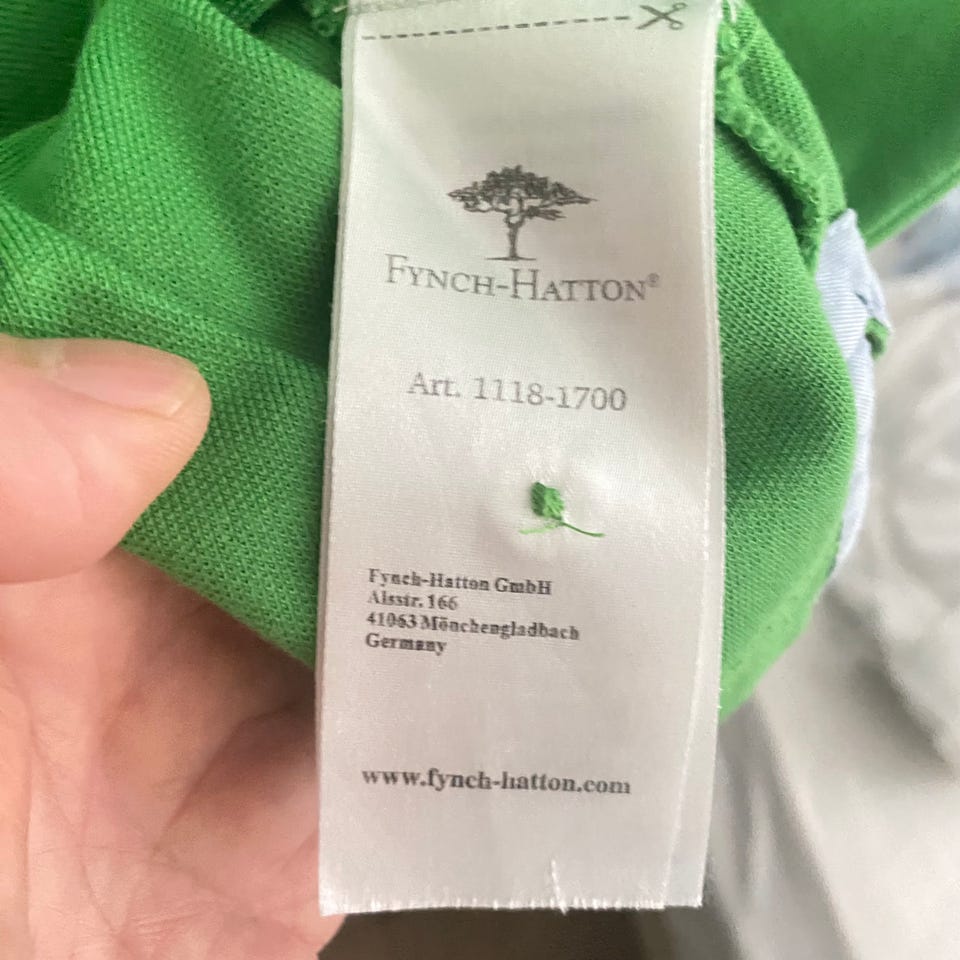 FYNCH-HATTON®
Art. 1118-1700
Fynch-Hatton GmbH
Alsstr. 166
41063 Mönchengladbach
Germany
www.fynch-hatton.com